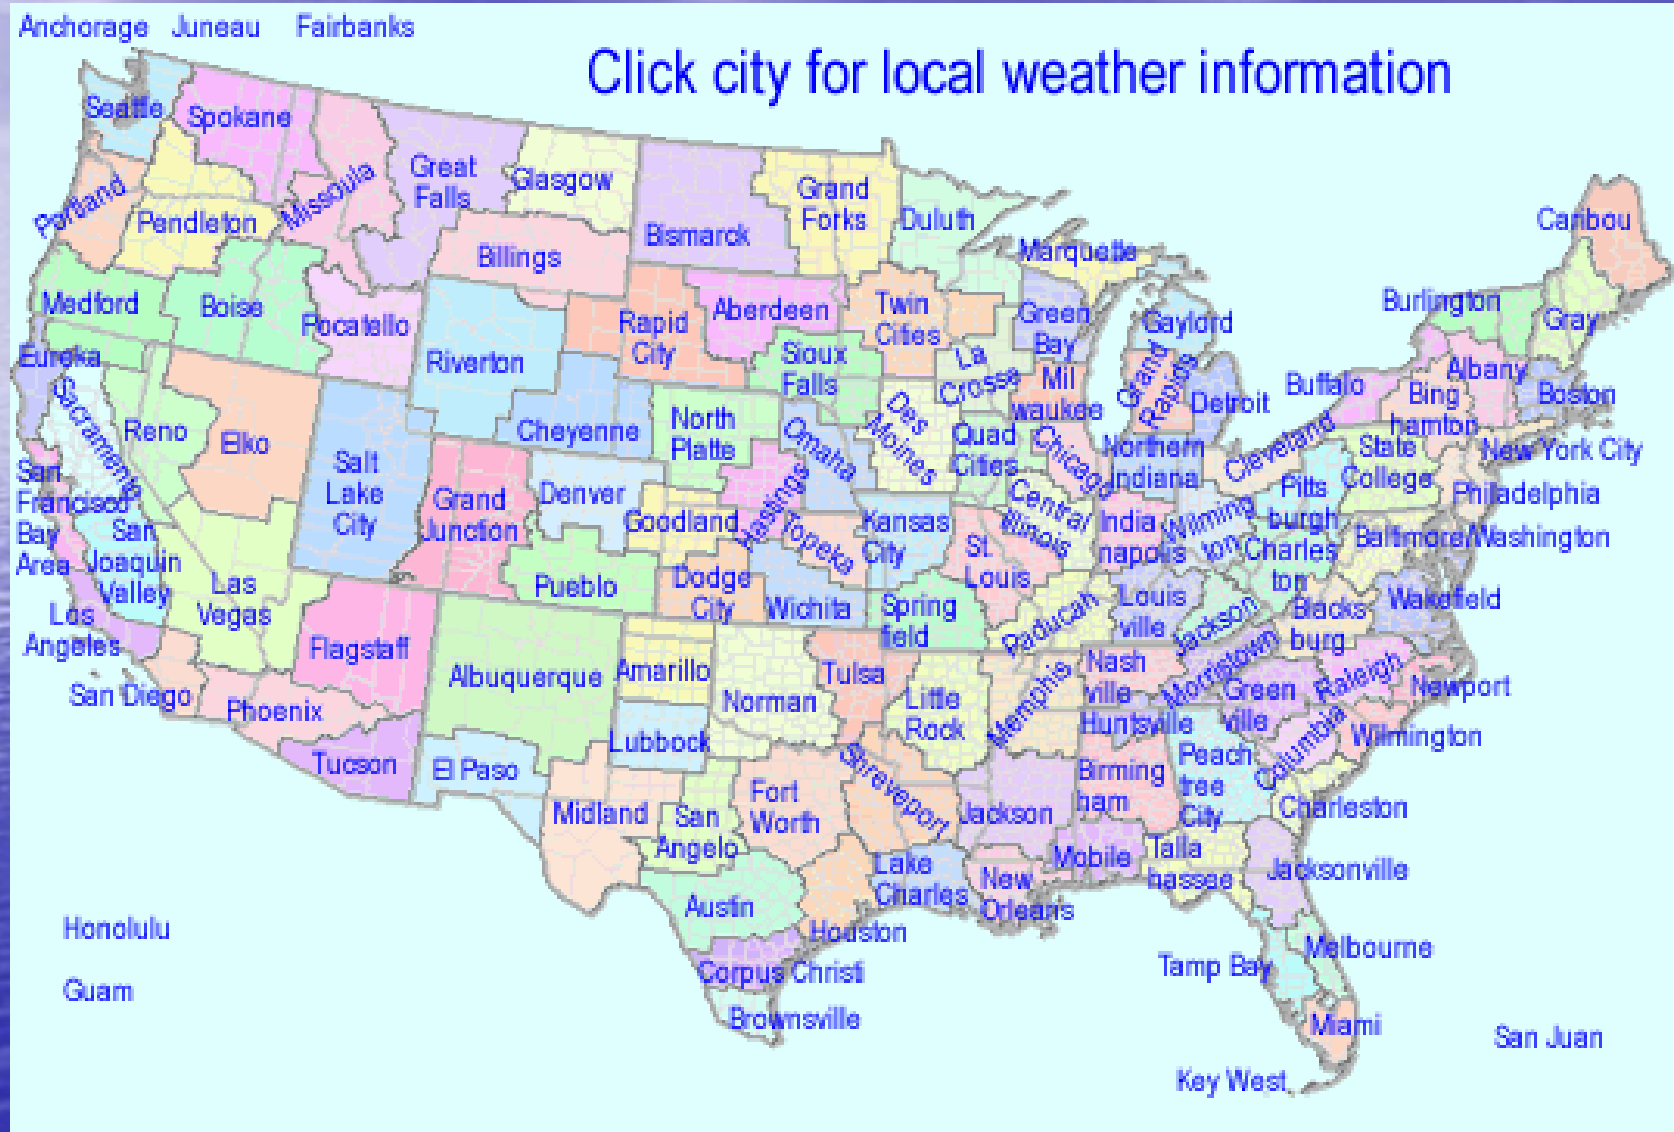 Anchorage Juneau Fairbanks
Click city for local weather information
Seattle
Spokane
Portland
Pendleton
Missoula
Great
Falls
Glasgow
Bismarck
Grand
Forks
Duluth
Marquette
Caribou
Medford
Boise
Pocatello
Billings
Riverton
Rapid
City
Aberdeen
Twin
Cities
Green
Bay
Gaylord
Burlington
Gray
Eureka
Sacramento
Reno
Elko
Salt
Lake
City
Cheyenne
North
Platte
Sioux
Falls
Omaha
Des
Moines
La
Crosse
Mil
waukee
Grand
Rapids
Detroit
Buffalo
Albany
Bing
hamton
Boston
San
Francisco
Bay
Area
San
Joaquin
Valley
Las
Vegas
Grand
Junction
Denver
Goodland
Hastings
Topeka
Kansas
City
Quad
Cities
Chicago
Central
Illinois
Northern
Indiana
India
napolis
Wilming
ton
Cleveland
Pitts
burgh
State
College
New York City
Philadelphia
Baltimore/Washington
Charles
ton
Los
Angeles
San Diego
Phoenix
Flagstaff
Tucson
Pueblo
Dodge
City
Wichita
Spring
field
St.
Louis
Paducah
Louis
ville
Jackson
Blacks
burg
Wakefield
Albuquerque
Amarillo
Norman
Tulsa
Little
Rock
Memphis
Nash
ville
Morristown
Green
ville
Raleigh
Newport
El Paso
Lubbock
Midland
San
Angelo
Fort
Worth
Shreveport
Jackson
Huntsville
Birming
ham
Peach
tree
City
Columbia
Wilmington
Charleston
Austin
Houston
Lake
Charles
New
Orleans
Mobile
Talla
hassee
Jacksonville
Corpus Christi
Brownsville
Tampa Bay
Melbourne
Miami
Key West
San Juan
Honolulu
Guam